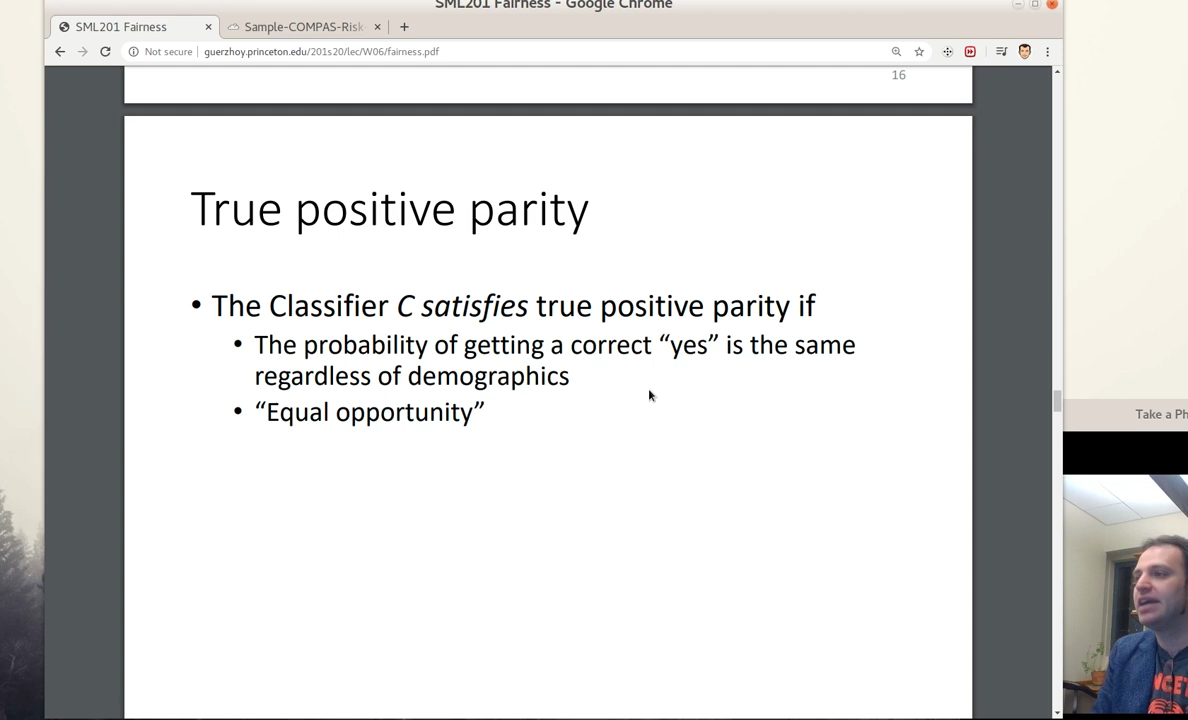 SML201 Fairness - Google Chrome
SML201 Fairness
Sample-COMPAS-Risk
Not secure
guerzhoy.princeton.edu/201s20/lec/W06/fairness.pdf
16
True positive parity
• The Classifier C satisfies true positive parity if
• The probability of getting a correct “yes” is the same
regardless of demographics
• “Equal opportunity”
Take a Ph
NCET